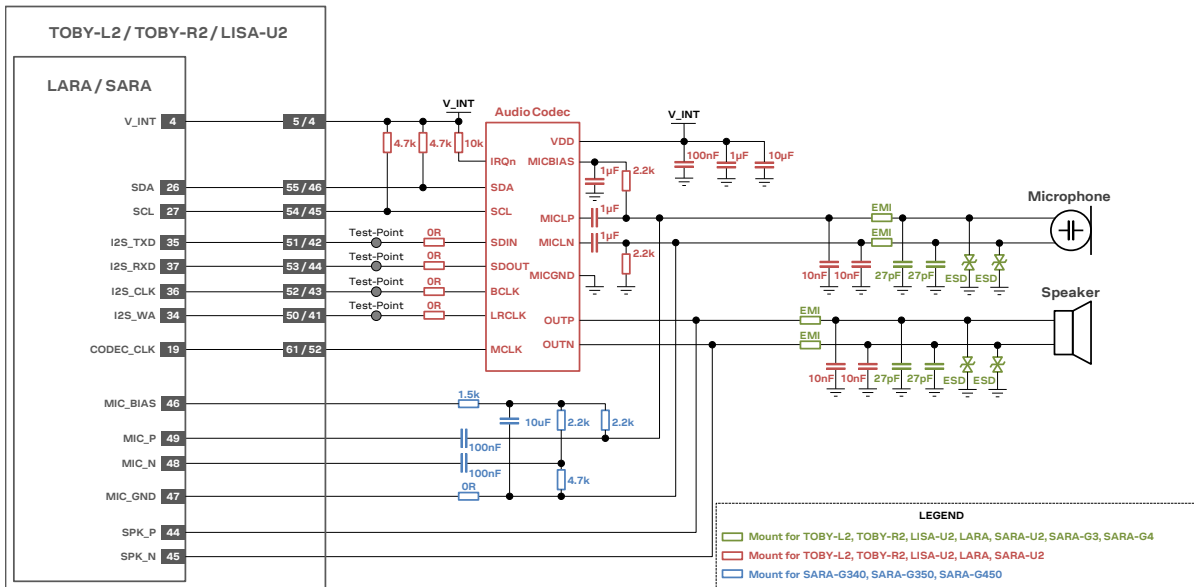 TOBY-L2 / TOBY-R2 / LISA-U2
LARA / SARA
V_INT 4 5 / 4
SDA 26 55 / 46
SCL 27 54 / 45
I2S_TXD 35 51 / 42
I2S_RXD 37 53 / 44
I2S_CLK 36 52 / 43
I2S_WA 34 50 / 41
CODEC_CLK 19 61 / 52
MIC_BIAS 46
MIC_P 49
MIC_N 48
MIC_GND 47
SPK_P 44
SPK_N 45
V_INT
4.7k 4.7k 10k
Test-Point 0R
Test-Point 0R
Test-Point 0R
Test-Point 0R
Audio Codec
VDD
IRQn MICBIAS
SDA
SCL MICLP
SDIN MICLN
SDOUT
MICGND
BCLK
LRCLK OUTP
OUTN
MCLK
V_INT
100nF 1µF 10µF
1µF 2.2k
1µF
1µF
2.2k
EMI
EMI
10nF 10nF 27pF 27pF ESD ESD
Microphone
Speaker
EMI
EMI
10nF 10nF 27pF 27pF ESD ESD
1.5k
10uF 2.2k 2.2k
100nF
100nF
4.7k
0R
LEGEND
Mount for TOBY-L2, TOBY-R2, LISA-U2, LARA, SARA-U2, SARA-G3, SARA-G4
Mount for TOBY-L2, TOBY-R2, LISA-U2, LARA, SARA-U2
Mount for SARA-G340, SARA-G350, SARA-G450